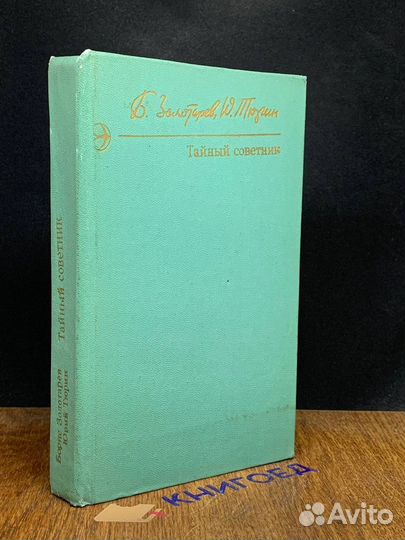 Б. Золотарев, Ю. Тюрин
Тайный советник
Борис Золотарев
Юрий Тюрин
Тайный советник
КНИГОЕД
Avito